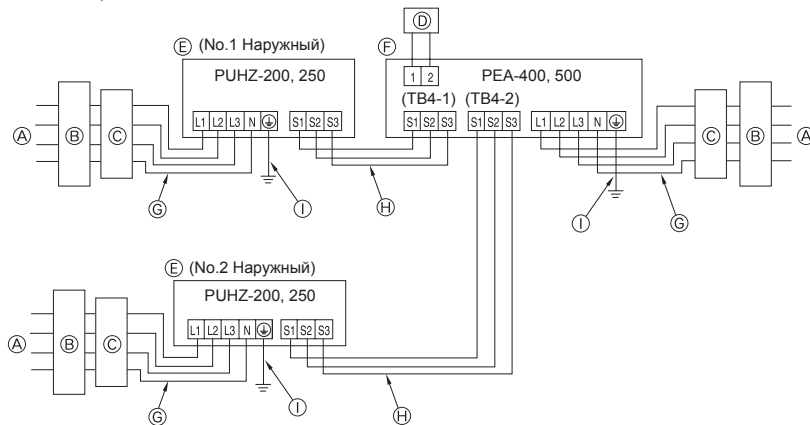 D
E (No.1 Наружный)
F
PUHZ-200, 250
1 2
PEA-400, 500
(TB4-1) (TB4-2)
A B C
L1 L2 L3 N
S1 S2 S3
S1 S2 S3 S1 S2 S3
L1 L2 L3 N
C B A
G I H I G
E (No.2 Наружный)
PUHZ-200, 250
A B C
L1 L2 L3 N
S1 S2 S3
G I H